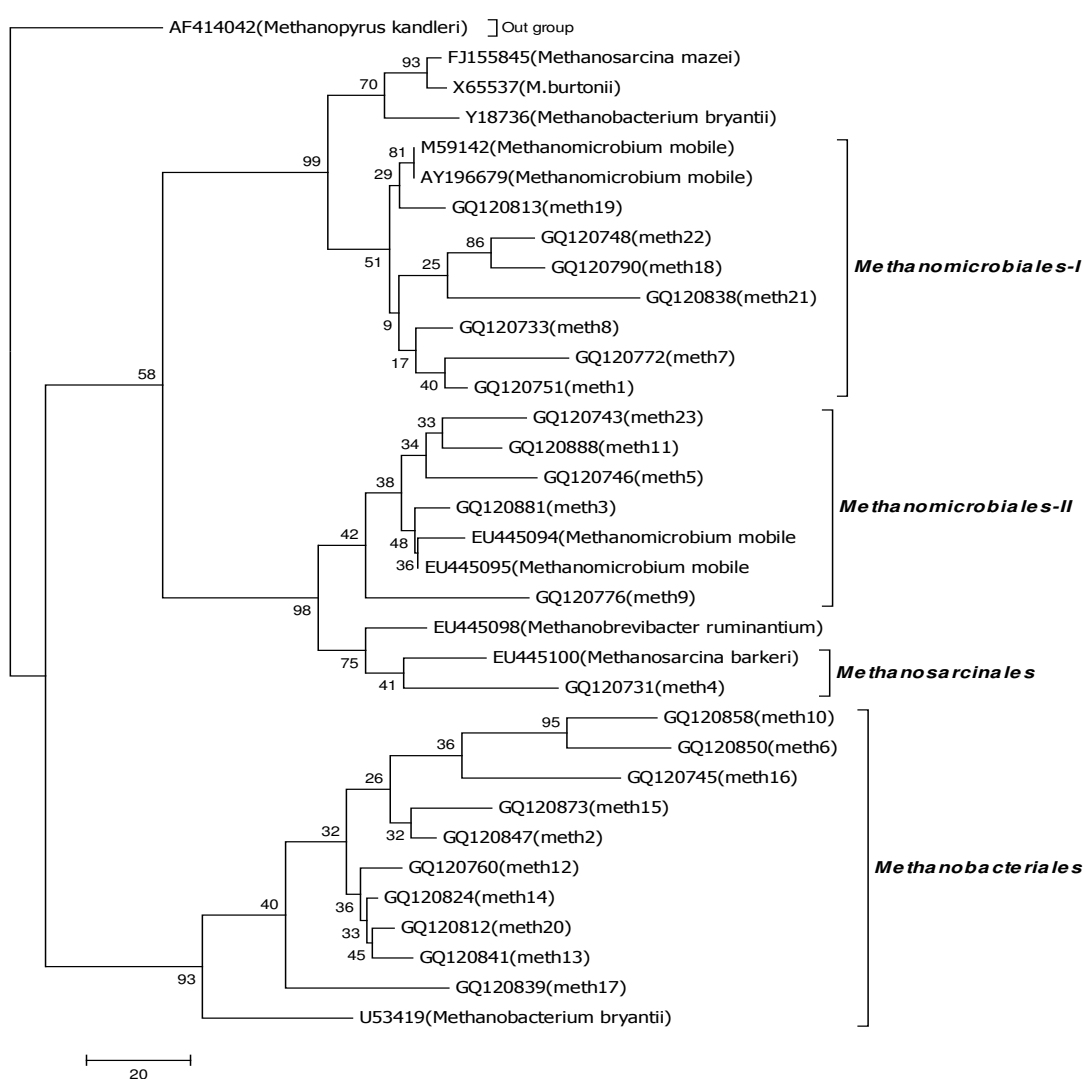 AF414042(Methanopyrus kandleri) Out group
FJ155845(Methanosarcina mazei)
93
X65537(M.burtonii)
70
Y18736(Methanobacterium bryantii)
M59142(Methanomicrobium mobile)
81
99
AY196679(Methanomicrobium mobile)
29
GQ120813(meth19)
GQ120748(meth22)
86
51
25
GQ120790(meth18)
Methanomicrobiales-I
GQ120838(meth21)
9
GQ120733(meth8)
17
GQ120772(meth7)
58
40
GQ120751(meth1)
GQ120743(meth23)
33
GQ120888(meth11)
34
GQ120746(meth5)
38
GQ120881(meth3)
Methanomicrobiales-II
42
48
EU445094(Methanomicrobium mobile
36
EU445095(Methanomicrobium mobile
98
GQ120776(meth9)
EU445098(Methanobrevibacter ruminantium)
75
EU445100(Methanosarcina barkeri)
Methanosarcinales
41
GQ120731(meth4)
GQ120858(meth10)
95
36
GQ120850(meth6)
26
GQ120745(meth16)
GQ120873(meth15)
32
32
GQ120847(meth2)
GQ120760(meth12)
Methanobacteriales
GQ120824(meth14)
40
36
GQ120812(meth20)
33
45
GQ120841(meth13)
93
GQ120839(meth17)
U53419(Methanobacterium bryantii)
20